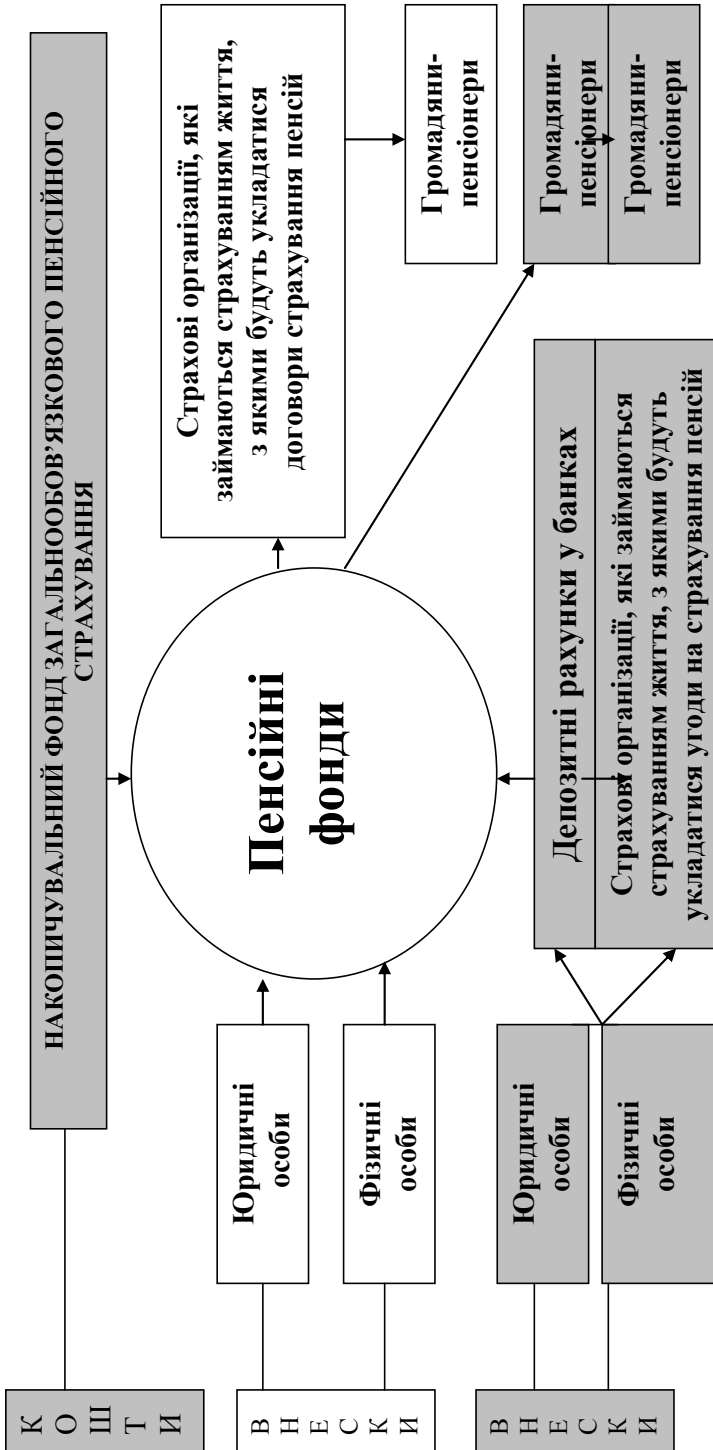 К
О
Ш
Т
И
НАКОПИЧУВАЛЬНИЙ ФОНД ЗАГАЛЬНООБОВ’ЯЗКОВОГО ПЕНСІЙНОГО
СТРАХУВАННЯ
В
Н
Е
С
К
И
Юридичні
особи
Фізичні
особи
Пенсійні
фонди
Страхові організації, які
займаються страхуванням життя,
з якими будуть укладатися
договори страхування пенсій
Громадяни-
пенсіонери
В
Н
Е
С
К
И
Юридичні
особи
Фізичні
особи
Депозитні рахунки у банках
Страхові організації, які займаються
страхуванням життя, з якими будуть
укладатися угоди на страхування пенсій
Громадяни-
пенсіонери
Громадяни-
пенсіонери